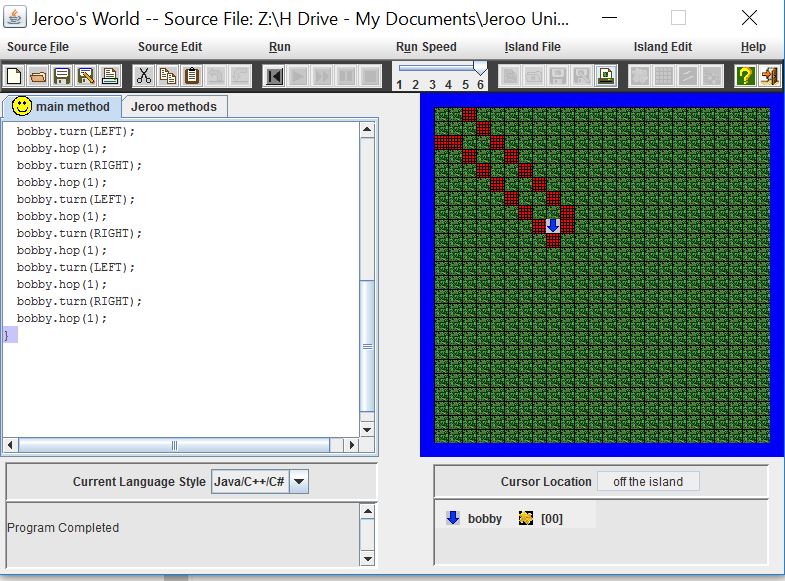 Jeroo's World -- Source File: Z:\H Drive - My Documents\Jeroo Uni...
Source File Source Edit Run Run Speed Island File Island Edit Help
1 2 3 4 5 6
main method Jeroo methods
bobby.turn(LEFT);
bobby.hop(1);
bobby.turn(RIGHT);
bobby.hop(1);
bobby.turn(LEFT);
bobby.hop(1);
bobby.turn(RIGHT);
bobby.hop(1);
bobby.turn(LEFT);
bobby.hop(1);
bobby.turn(RIGHT);
bobby.hop(1);
}
Current Language Style Java/C++/C#
Cursor Location off the island
Program Completed
bobby [00]